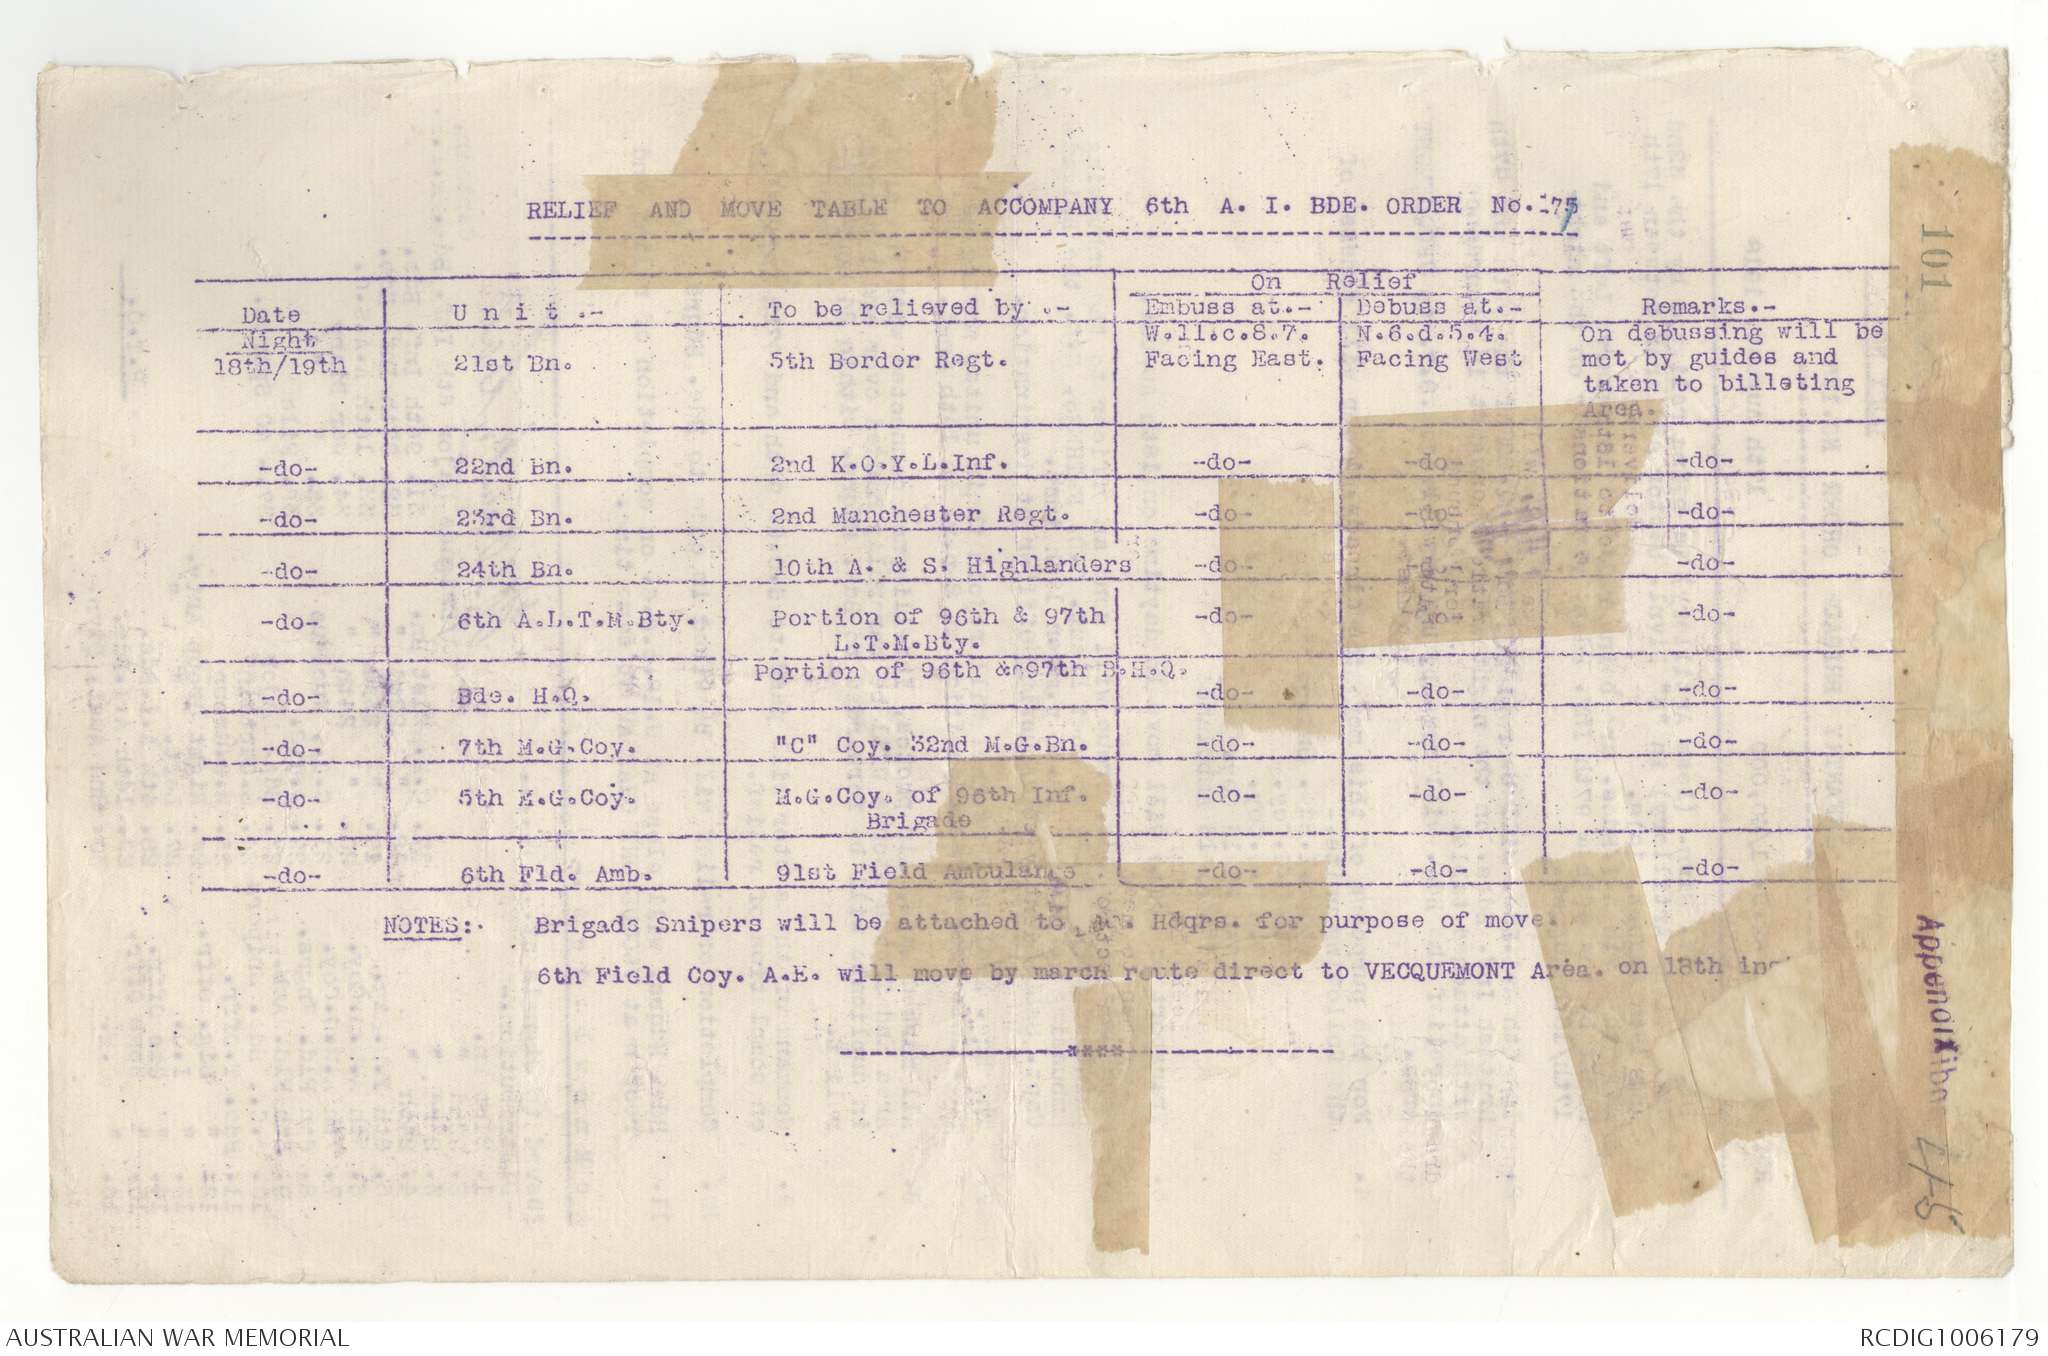 RELIEF AND MOVE TABLE TO ACCOMPANY 6th A. I. BDE. ORDER No.
On Relief
Date U n i t .- To be relieved by .- Embuss at.- Debuss at.- Remarks.-
Night W.11.c.8.7. N.6.d.5.4. On debussing will be
18th/19th 21st Bn. 5th Border Regt. Facing East. Facing West met by guides and
taken to billeting
Area.
-do- 22nd Bn. 2nd K.O.Y.L.Inf. -do- -do- -do-
-do- 23rd Bn. 2nd Manchester Regt. -do- -do- -do-
-do- 24th Bn. 10th A. & S. Highlanders -do- -do-
-do- 6th A.L.T.M.Bty. Portion of 96th & 97th -do- -do- -do-
L.T.M.Bty.
Portion of 96th & 97th B.H.Q.
-do- Bde. H.Q. -do- -do- -do-
-do- 7th M.G.Coy. "C" Coy. 32nd M.G.Bn. -do- -do- -do-
-do- 5th M.G.Coy. M.G.Coy. of 96th Inf. -do- -do- -do-
Brigade
-do- 6th Fld. Amb. 91st Field Ambulance -do- -do- -do-
NOTES:. Brigade Snipers will be attached to Hdqrs. for purpose of move.
6th Field Coy. A.E. will move by march route direct to VECQUEMONT Area. on 18th
****
101
Appendix
AUSTRALIAN WAR MEMORIAL
RCDIG1006179